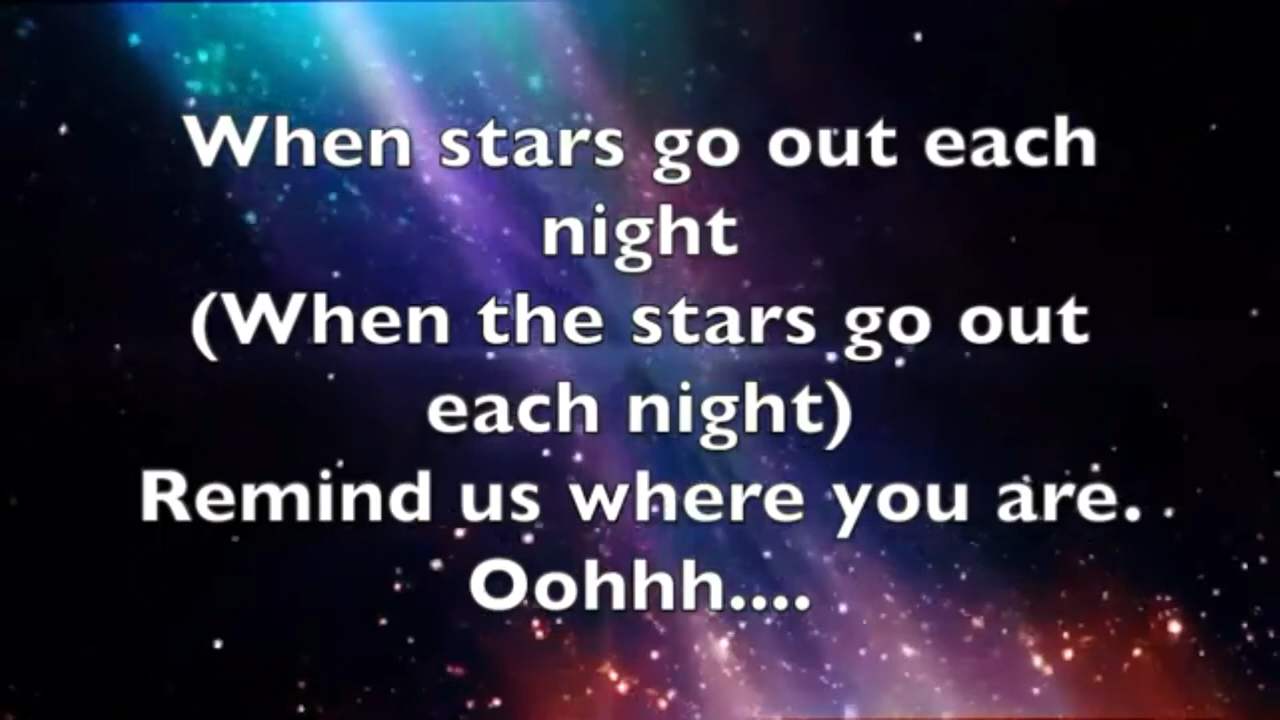 When stars go out each
night
(When the stars go out
each night)
Remind us where you are.
Oohhh....